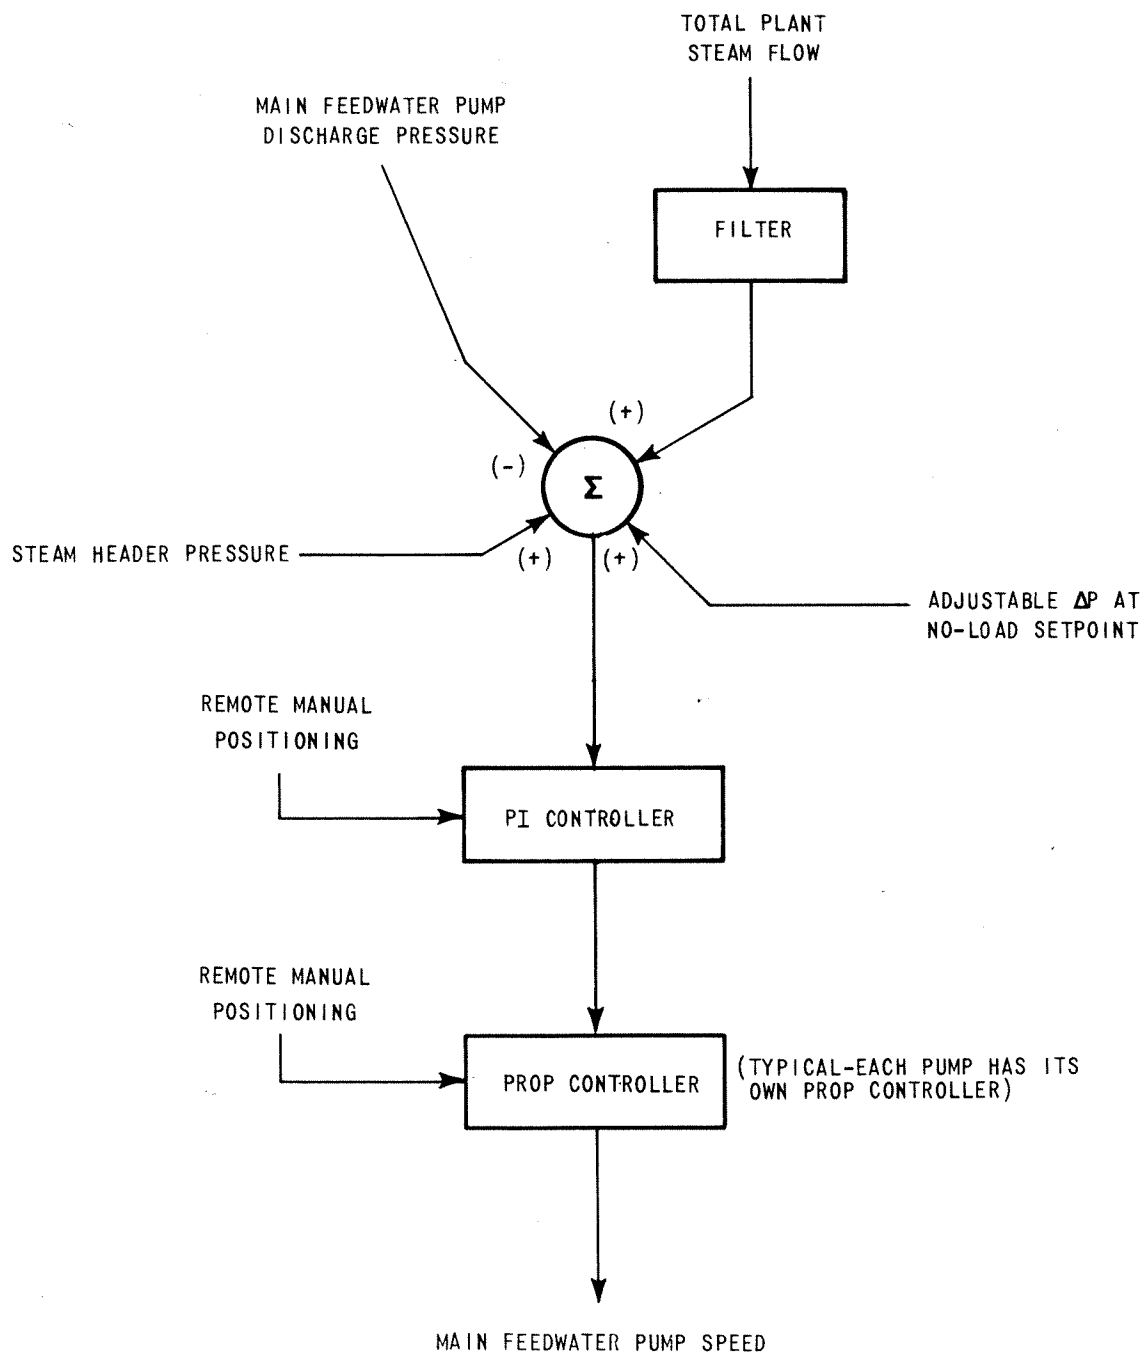 TOTAL PLANT
STEAM FLOW
MAIN FEEDWATER PUMP
DISCHARGE PRESSURE
FILTER
(+)
(-)
Σ
STEAM HEADER PRESSURE
(+)
(+)
ADJUSTABLE ΔP AT
NO-LOAD SETPOINT
REMOTE MANUAL
POSITIONING
PI CONTROLLER
REMOTE MANUAL
POSITIONING
PROP CONTROLLER
(TYPICAL-EACH PUMP HAS ITS
OWN PROP CONTROLLER)
MAIN FEEDWATER PUMP SPEED